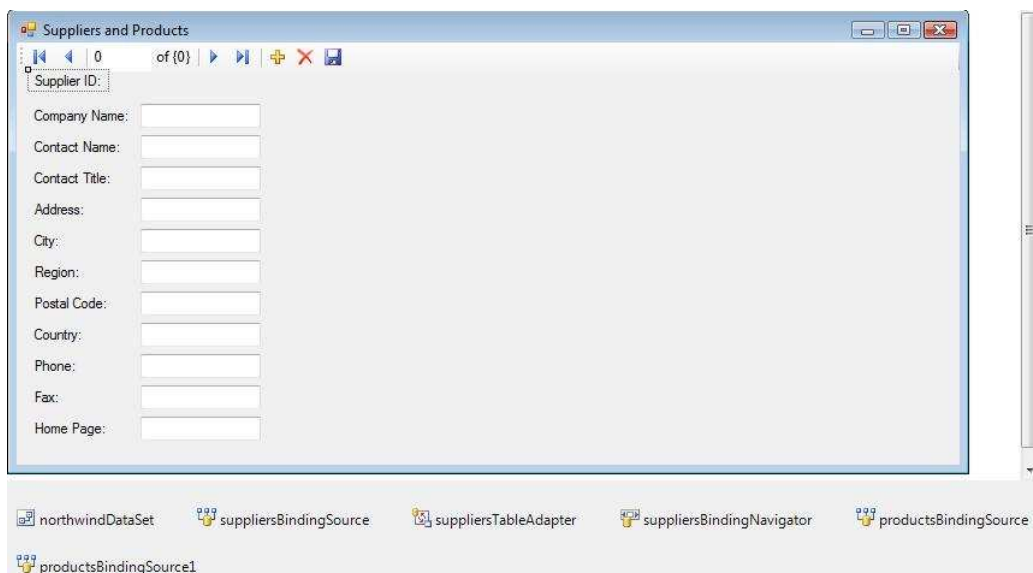 Suppliers and Products
0 of {0}
Supplier ID:
Company Name:
Contact Name:
Contact Title:
Address:
City:
Region:
Postal Code:
Country:
Phone:
Fax:
Home Page:
northwindDataSet suppliersBindingSource suppliersTableAdapter suppliersBindingNavigator productsBindingSource
productsBindingSource1